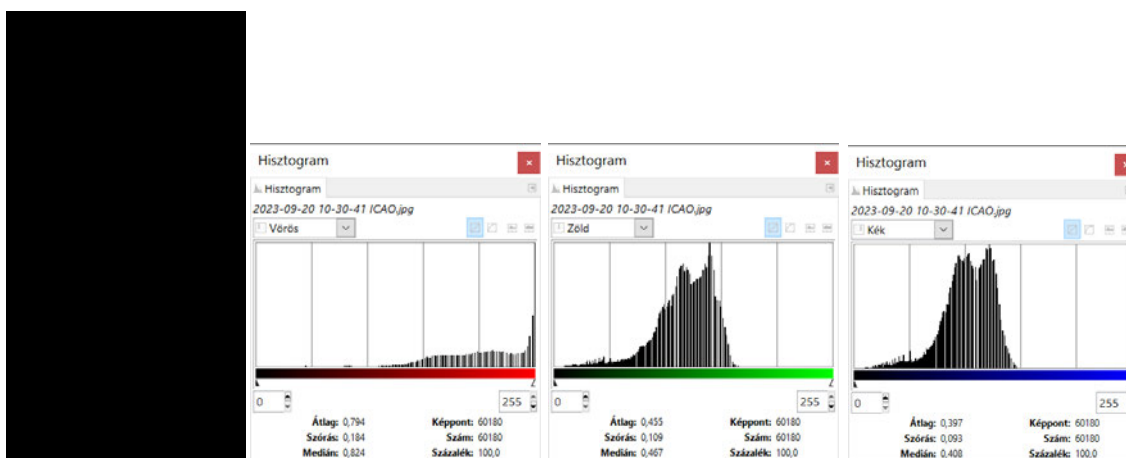 Hisztogram
Hisztogram
2023-09-20 10-30-41 ICAO.jpg
Vörös
0
255
Átlag: 0,794
Képpont: 60180
Szórás: 0,184
Szám: 60180
Medián: 0,824
Százalék: 100,0
Hisztogram
Hisztogram
2023-09-20 10-30-41 ICAO.jpg
Zöld
0
255
Átlag: 0,455
Képpont: 60180
Szórás: 0,109
Szám: 60180
Medián: 0,467
Százalék: 100,0
Hisztogram
Hisztogram
2023-09-20 10-30-41 ICAO.jpg
Kék
0
255
Átlag: 0,397
Képpont: 60180
Szórás: 0,093
Szám: 60180
Medián: 0,408
Százalék: 100,0